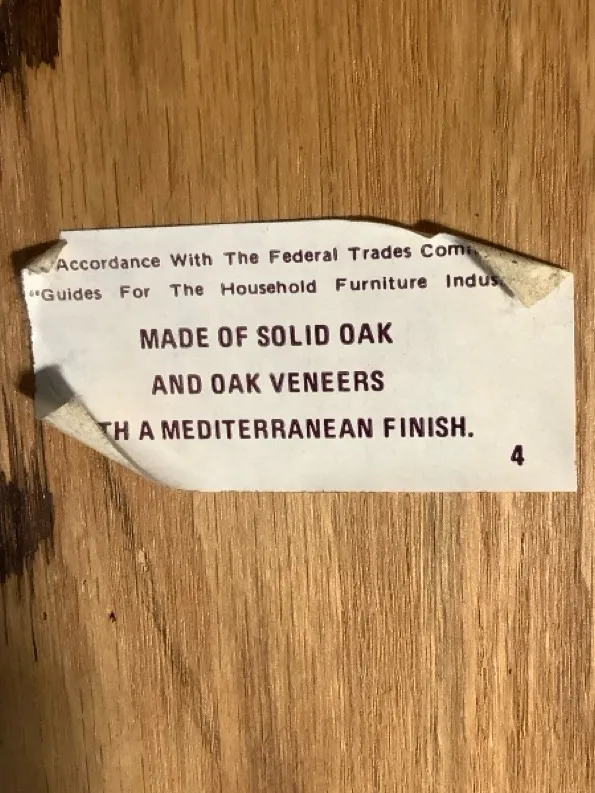 Accordance With The Federal Trades Comm
"Guides For The Household Furniture Indus
MADE OF SOLID OAK
AND OAK VENEERS
TH A MEDITERRANEAN FINISH.
4